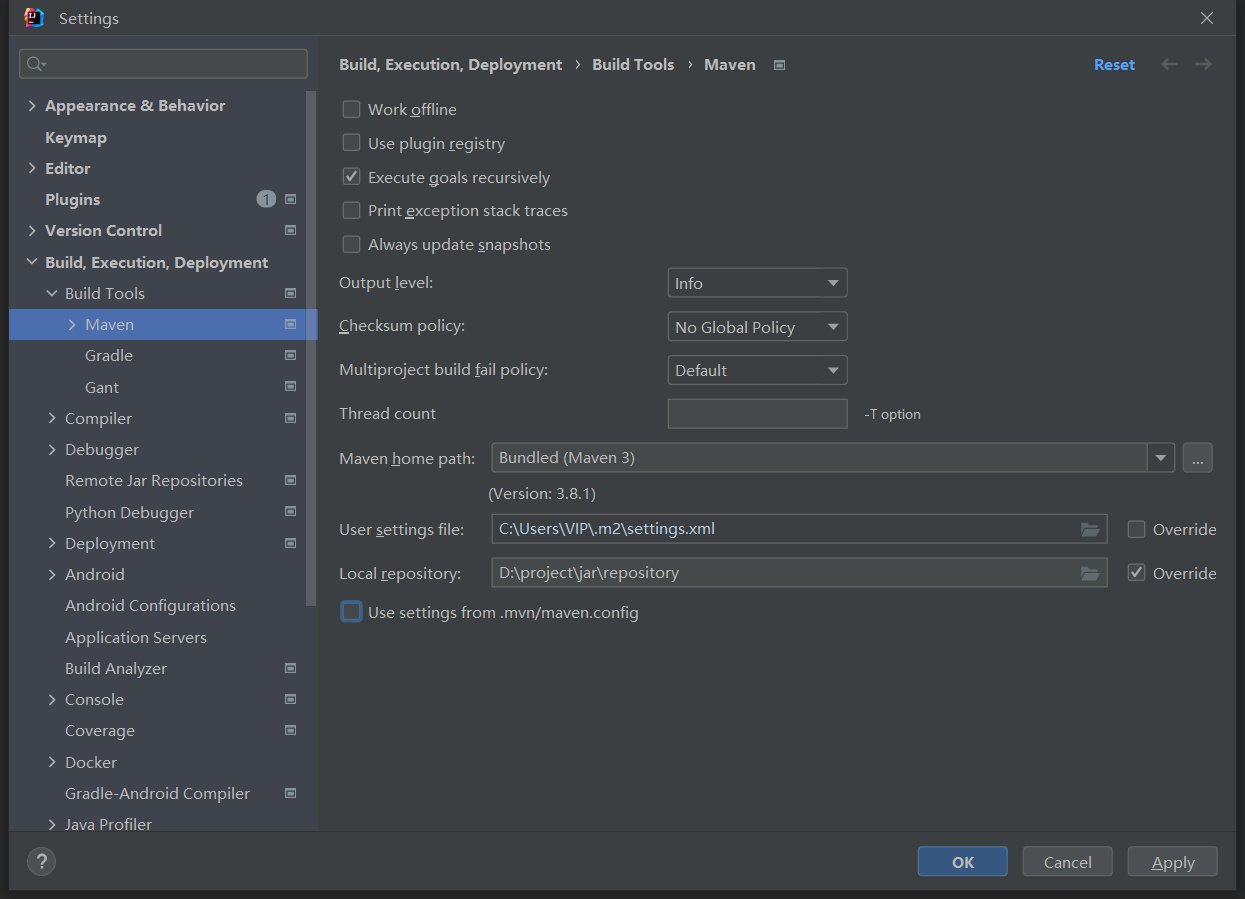 Settings
Appearance & Behavior
Keymap
Editor
Plugins 1
Version Control
Build, Execution, Deployment
Build Tools
Maven
Gradle
Gant
Compiler
Debugger
Remote Jar Repositories
Python Debugger
Deployment
Android
Android Configurations
Application Servers
Build Analyzer
Console
Coverage
Docker
Gradle-Android Compiler
Java Profiler
Build, Execution, Deployment › Build Tools › Maven
Reset
Work offline
Use plugin registry
Execute goals recursively
Print exception stack traces
Always update snapshots
Output level: Info
Checksum policy: No Global Policy
Multiproject build fail policy: Default
Thread count -T option
Maven home path: Bundled (Maven 3) ...
(Version: 3.8.1)
User settings file: C:\Users\VIP\.m2\settings.xml Override
Local repository: D:\project\jar\repository Override
Use settings from .mvn/maven.config
? OK Cancel Apply